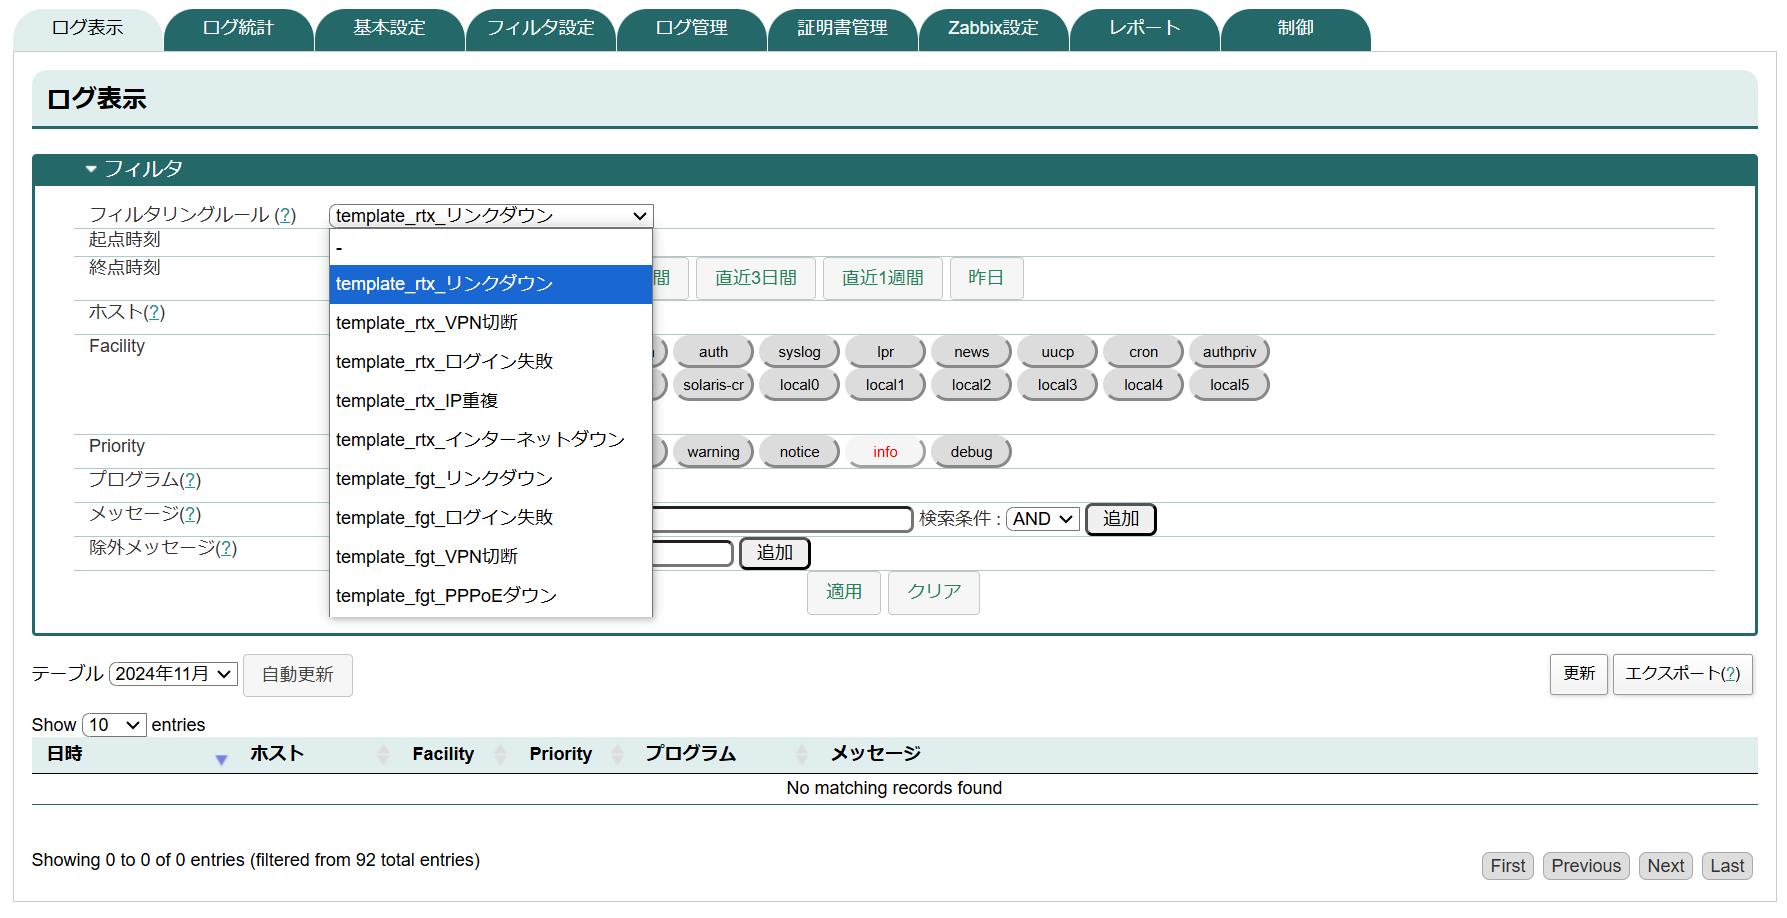 ログ表示 ログ統計 基本設定 フィルタ設定 ログ管理 証明書管理 Zabbix設定 レポート 制御
ログ表示
フィルタ
フィルタリングルール (?) template_rtx_リンクダウン
起点時刻
終点時刻 間 直近3日間 直近1週間 昨日
ホスト(?)
Facility auth syslog lpr news uucp cron authpriv
solaris-cr local0 local1 local2 local3 local4 local5
Priority warning notice info debug
プログラム(?)
メッセージ(?) 検索条件 : AND 追加
除外メッセージ(?) 追加
-
template_rtx_リンクダウン
template_rtx_VPN切断
template_rtx_ログイン失敗
template_rtx_IP重複
template_rtx_インターネットダウン
template_fgt_リンクダウン
template_fgt_ログイン失敗
template_fgt_VPN切断
template_fgt_PPPoEダウン
適用 クリア
テーブル 2024年11月 自動更新 更新 エクスポート(?)
Show 10 entries
日時 ホスト Facility Priority プログラム メッセージ
No matching records found
Showing 0 to 0 of 0 entries (filtered from 92 total entries)
First Previous Next Last